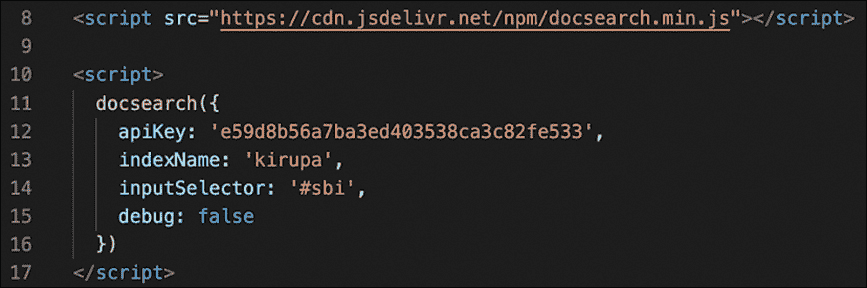 8 <script src="https://cdn.jsdelivr.net/npm/docsearch.min.js"></script>
9
10 <script>
11 docsearch({
12 apiKey: 'e59d8b56a7ba3ed403538ca3c82fe533',
13 indexName: 'kirupa',
14 inputSelector: '#sbi',
15 debug: false
16 })
17 </script>